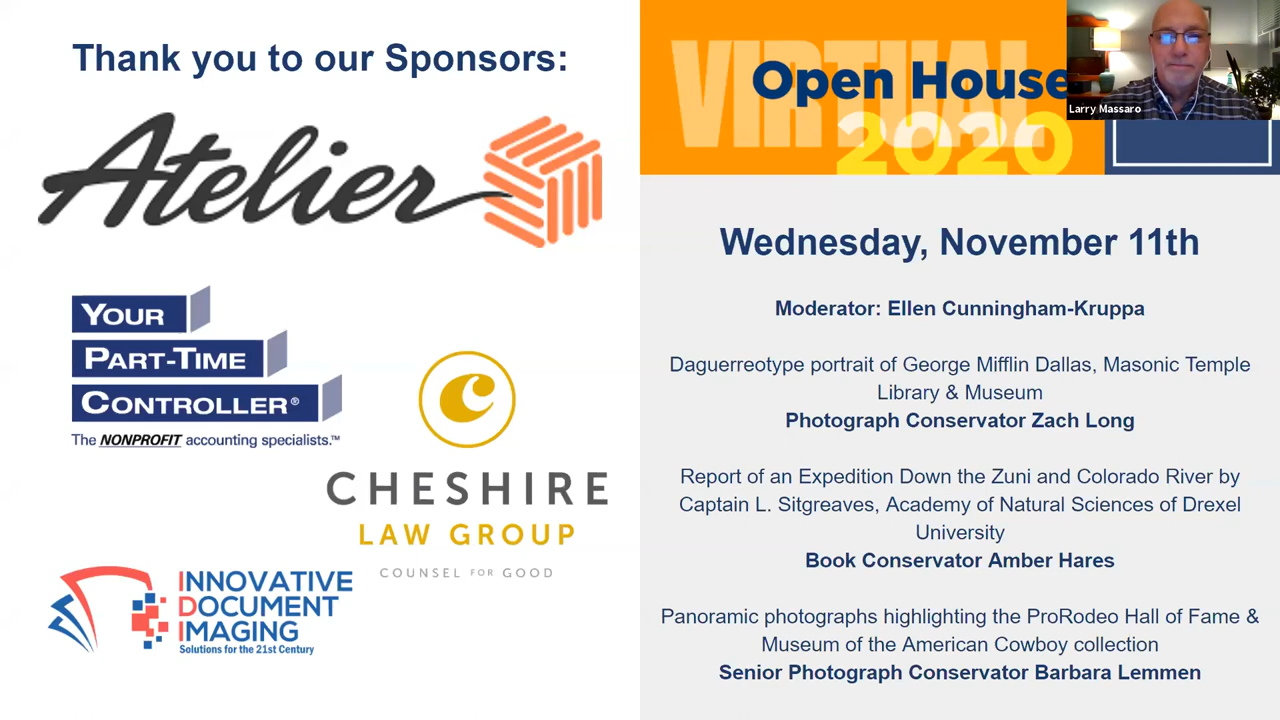 Thank you to our Sponsors:
Atelier
YOUR
PART-TIME
CONTROLLER®
The NONPROFIT accounting specialists.™
C
CHESHIRE
LAW GROUP
COUNSEL FOR GOOD
INNOVATIVE
DOCUMENT
IMAGING
Solutions for the 21st Century
VIRTUAL
Open House
2020
Larry Massaro
Wednesday, November 11th
Moderator: Ellen Cunningham-Kruppa
Daguerreotype portrait of George Mifflin Dallas, Masonic Temple
Library & Museum
Photograph Conservator Zach Long
Report of an Expedition Down the Zuni and Colorado River by
Captain L. Sitgreaves, Academy of Natural Sciences of Drexel
University
Book Conservator Amber Hares
Panoramic photographs highlighting the ProRodeo Hall of Fame &
Museum of the American Cowboy collection
Senior Photograph Conservator Barbara Lemmen